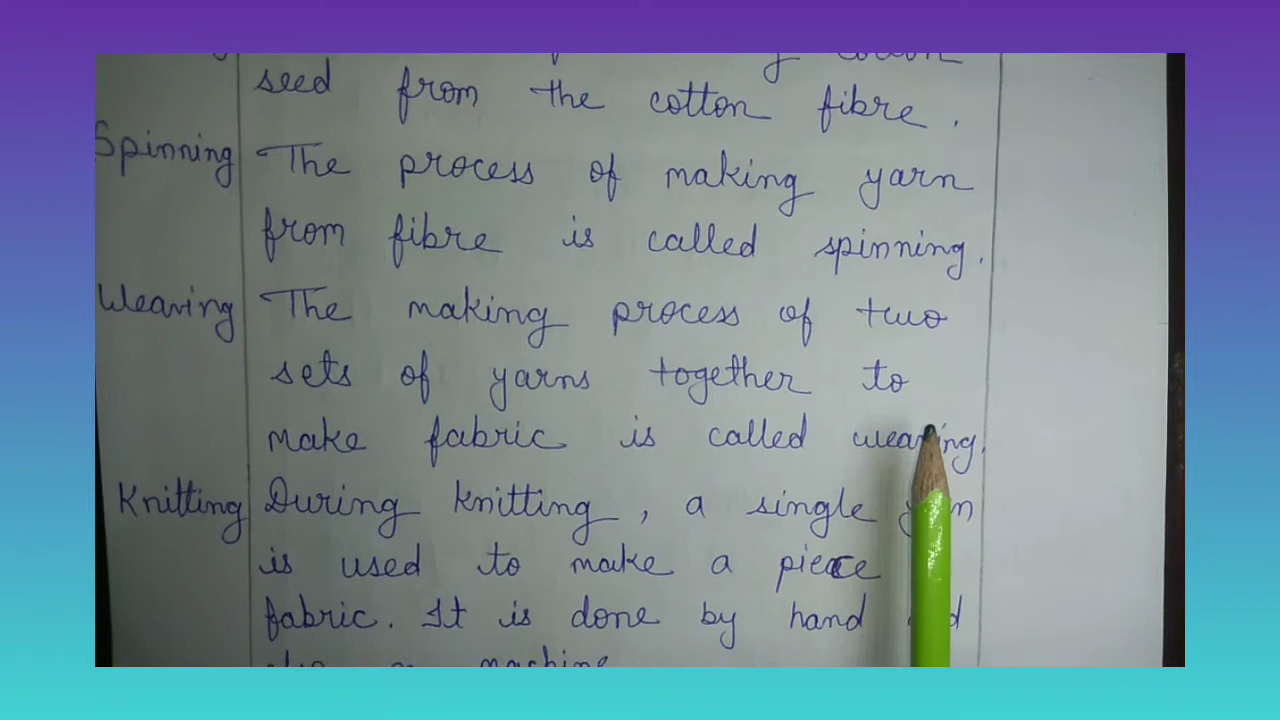 seed from the cotton fibre.
Spinning The process of making yarn
from fibre is called spinning.
Weaving The making process of two
sets of yarns together to
make fabric is called weaving.
Knitting During knitting, a single
is used to make a piece
fabric. It is done by hand
machine